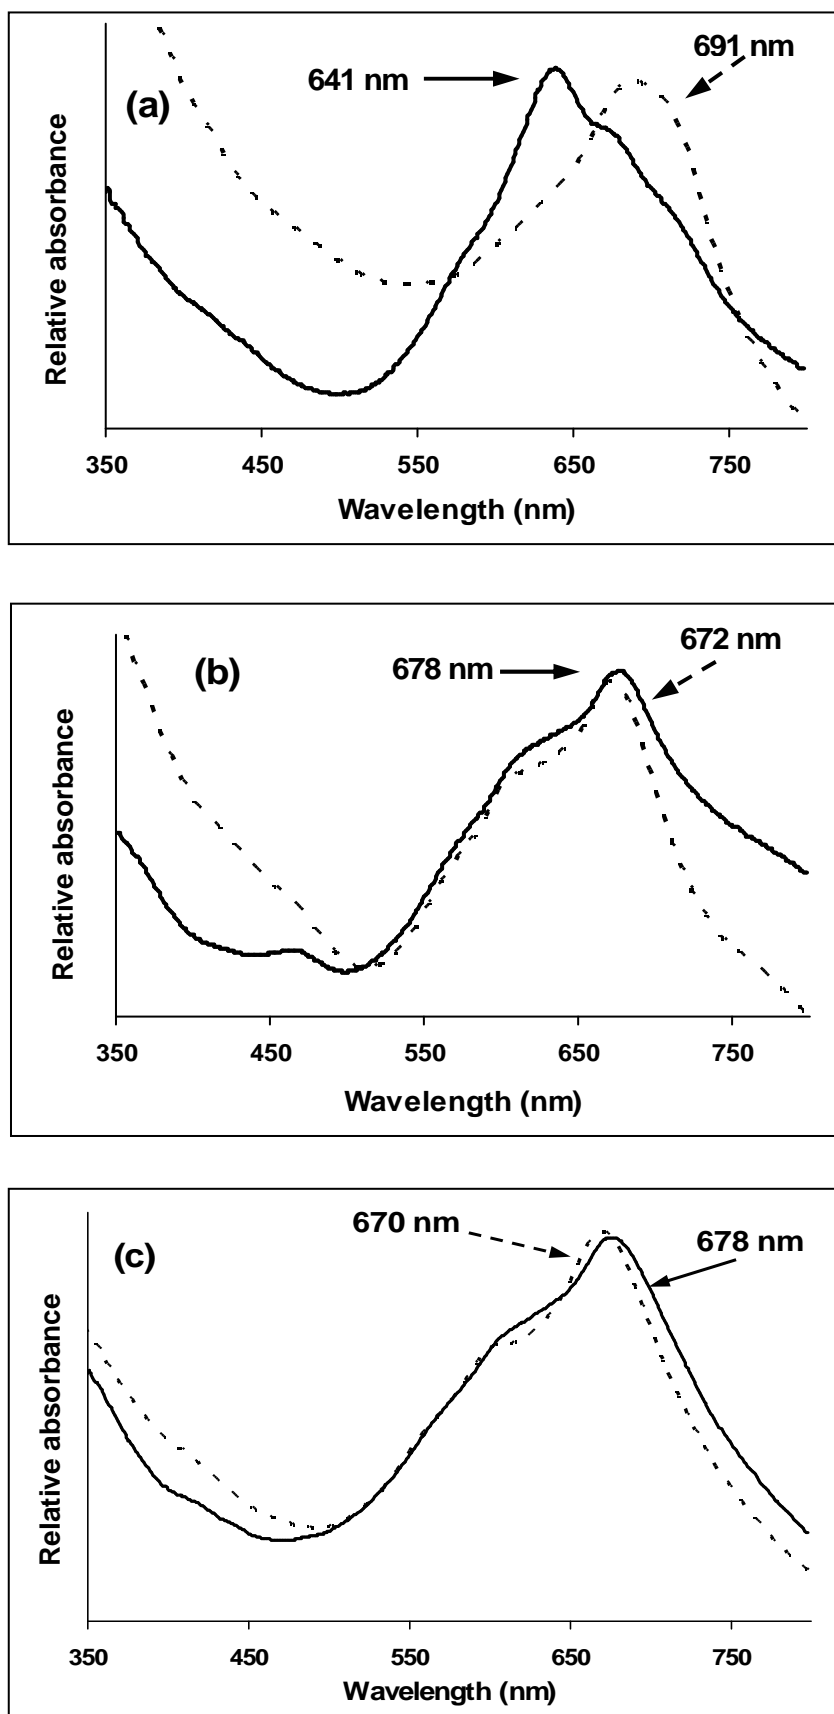 691 nm
641 nm
(a)
Relative absorbance
350 450 550 650 750
Wavelength (nm)
672 nm
678 nm
(b)
Relative absorbance
350 450 550 650 750
Wavelength (nm)
670 nm
678 nm
(c)
Relative absorbance
350 450 550 650 750
Wavelength (nm)